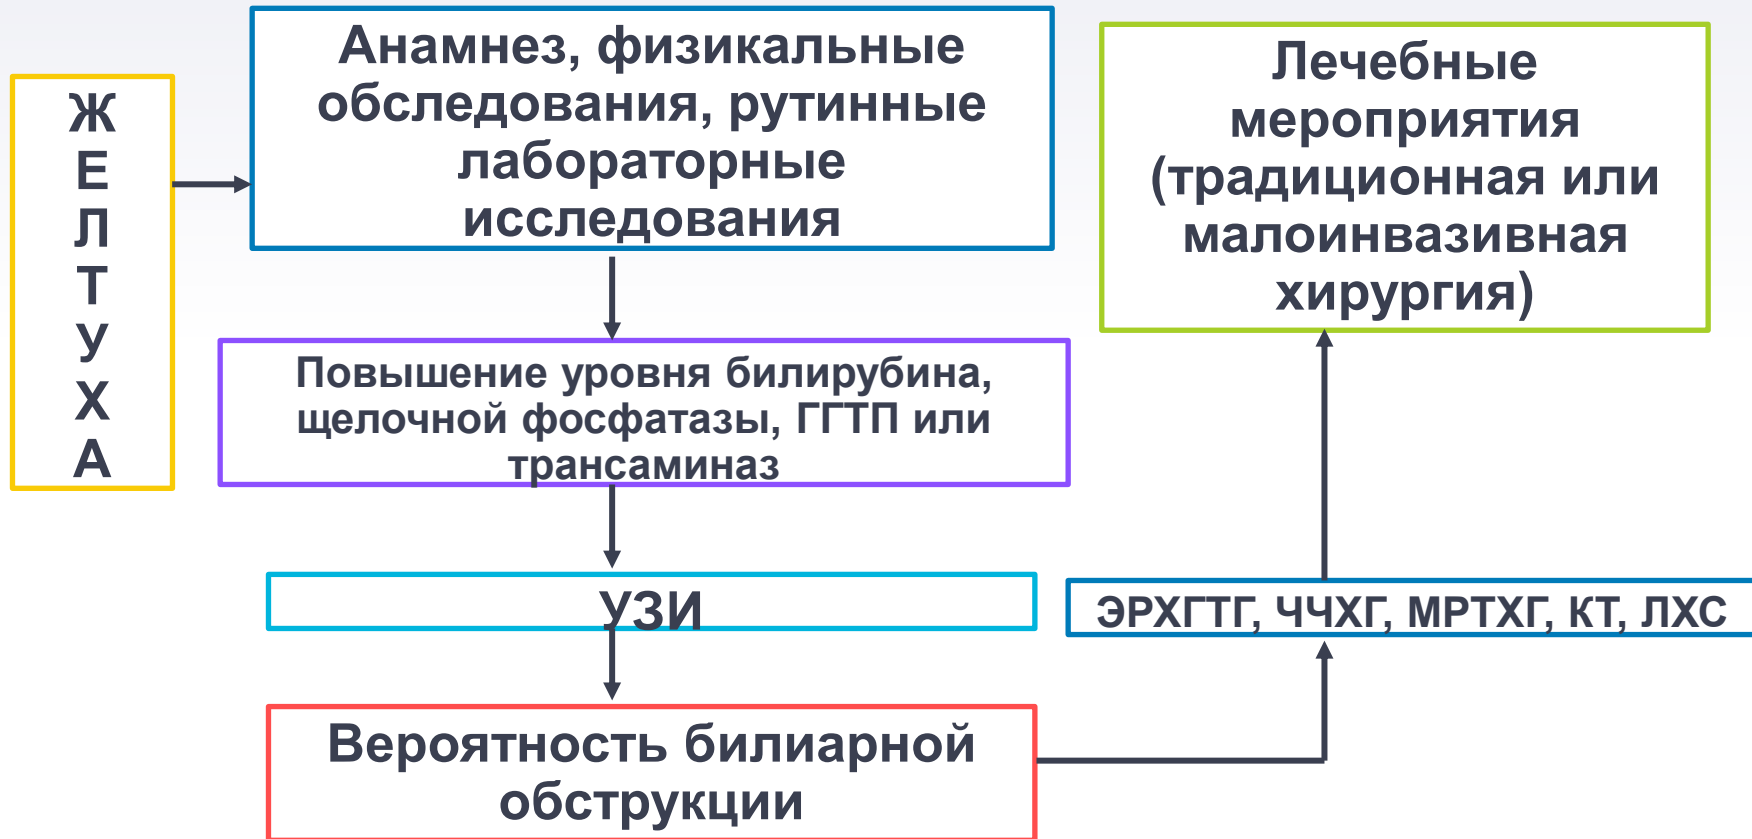 Ж
Е
Л
Т
У
Х
А
Анамнез, физикальные
обследования, рутинные
лабораторные
исследования
Повышение уровня билирубина,
щелочной фосфатазы, ГГТП или
трансаминаз
УЗИ
Вероятность билиарной
обструкции
ЭРХГТГ, ЧЧХГ, МРТХГ, КТ, ЛХС
Лечебные
мероприятия
(традиционная или
малоинвазивная
хирургия)